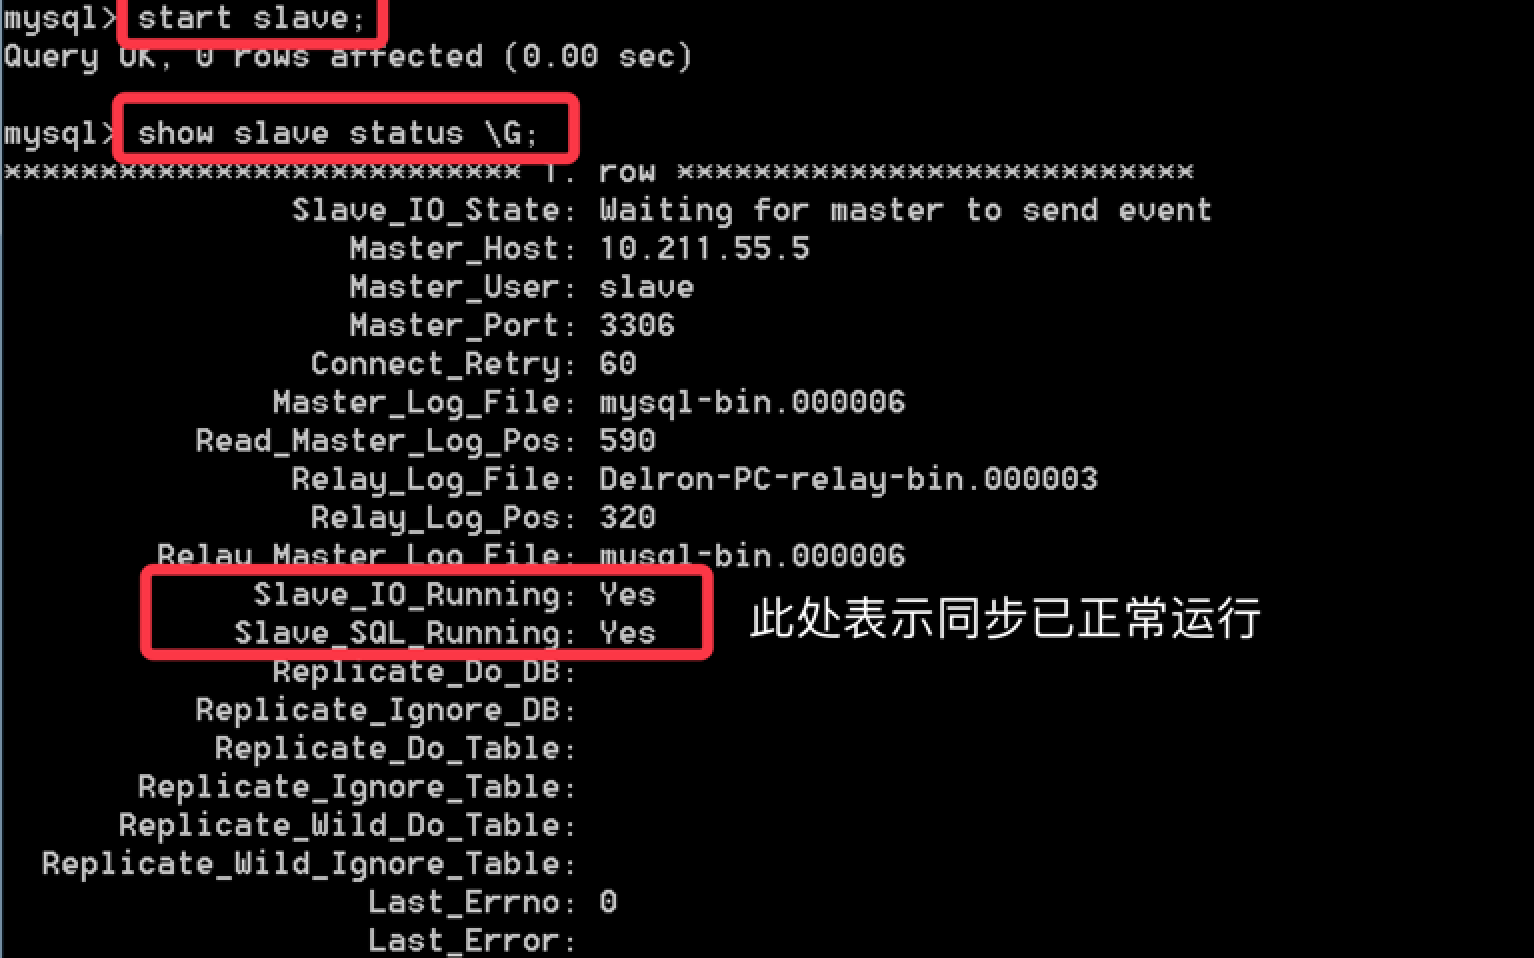 mysql> start slave;
Query OK, 0 rows affected (0.00 sec)
mysql> show slave status \G;
*************************** 1. row ***************************
Slave_IO_State: Waiting for master to send event
Master_Host: 10.211.55.5
Master_User: slave
Master_Port: 3306
Connect_Retry: 60
Master_Log_File: mysql-bin.000006
Read_Master_Log_Pos: 590
Relay_Log_File: Delron-PC-relay-bin.000003
Relay_Log_Pos: 320
Relay_Master_Log_File: mysql-bin.000006
Slave_IO_Running: Yes
Slave_SQL_Running: Yes
此处表示同步已正常运行
Replicate_Do_DB:
Replicate_Ignore_DB:
Replicate_Do_Table:
Replicate_Ignore_Table:
Replicate_Wild_Do_Table:
Replicate_Wild_Ignore_Table:
Last_Errno: 0
Last_Error: